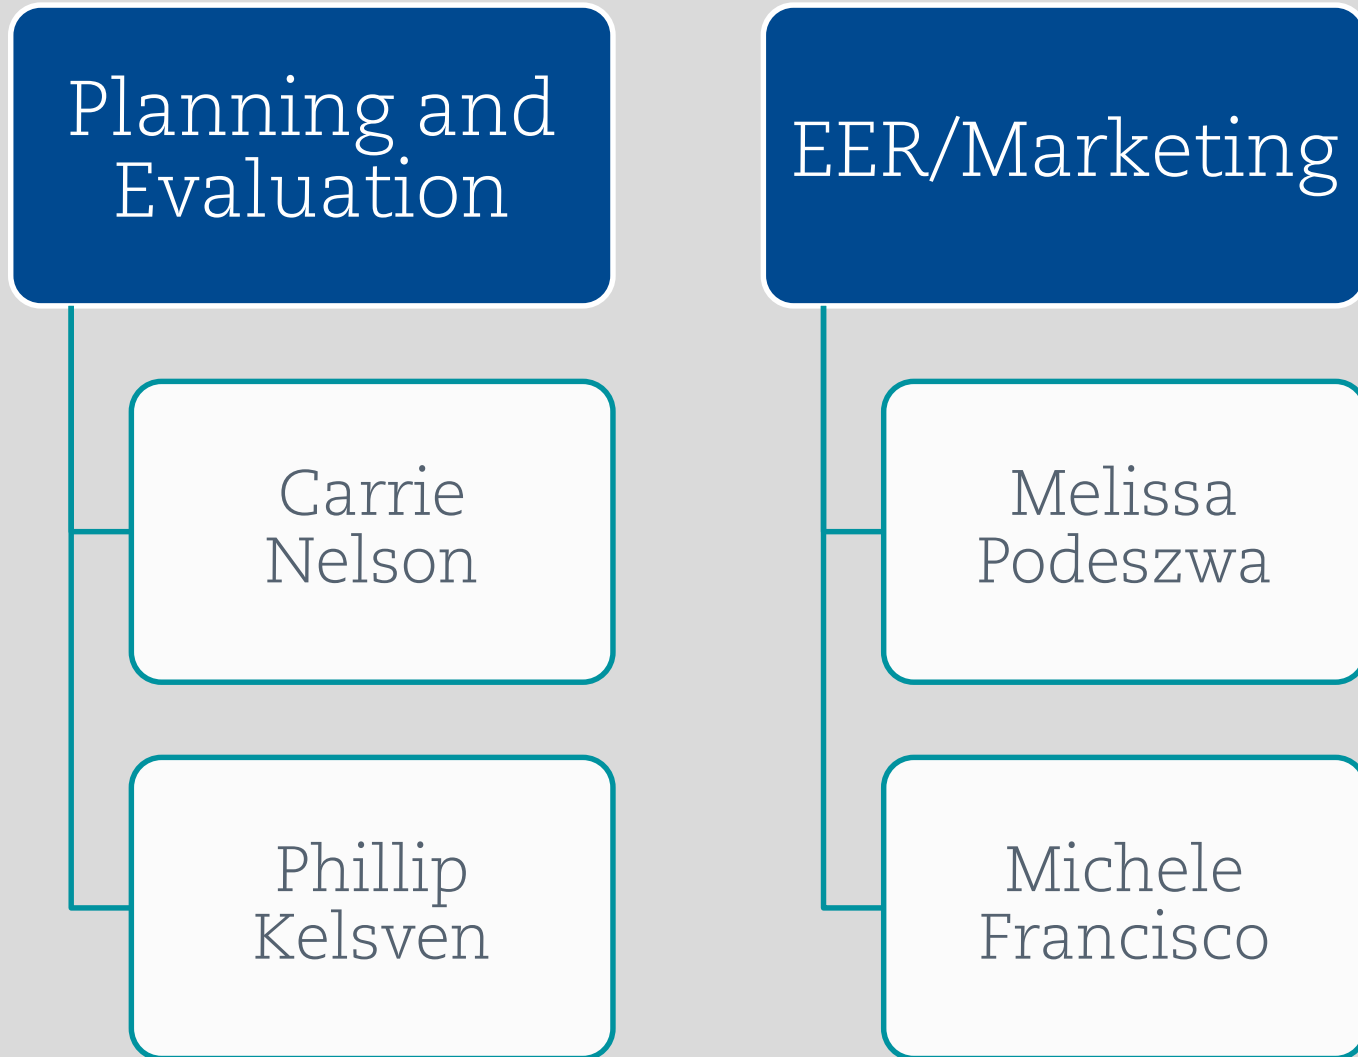 Planning and
Evaluation
Carrie
Nelson
Phillip
Kelsven
EER/Marketing
Melissa
Podeszwa
Michele
Francisco